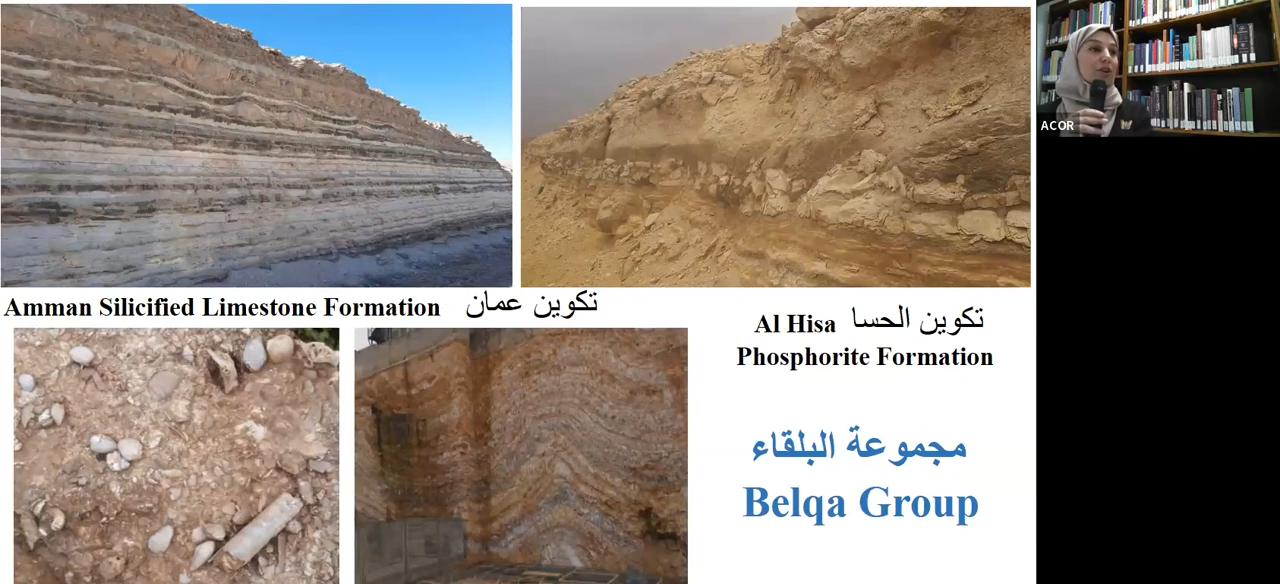 ACOR
Amman Silicified Limestone Formation تكوين عمان
Al Hisa تكوين الحسا
Phosphorite Formation
مجموعة البلقاء
Belqa Group